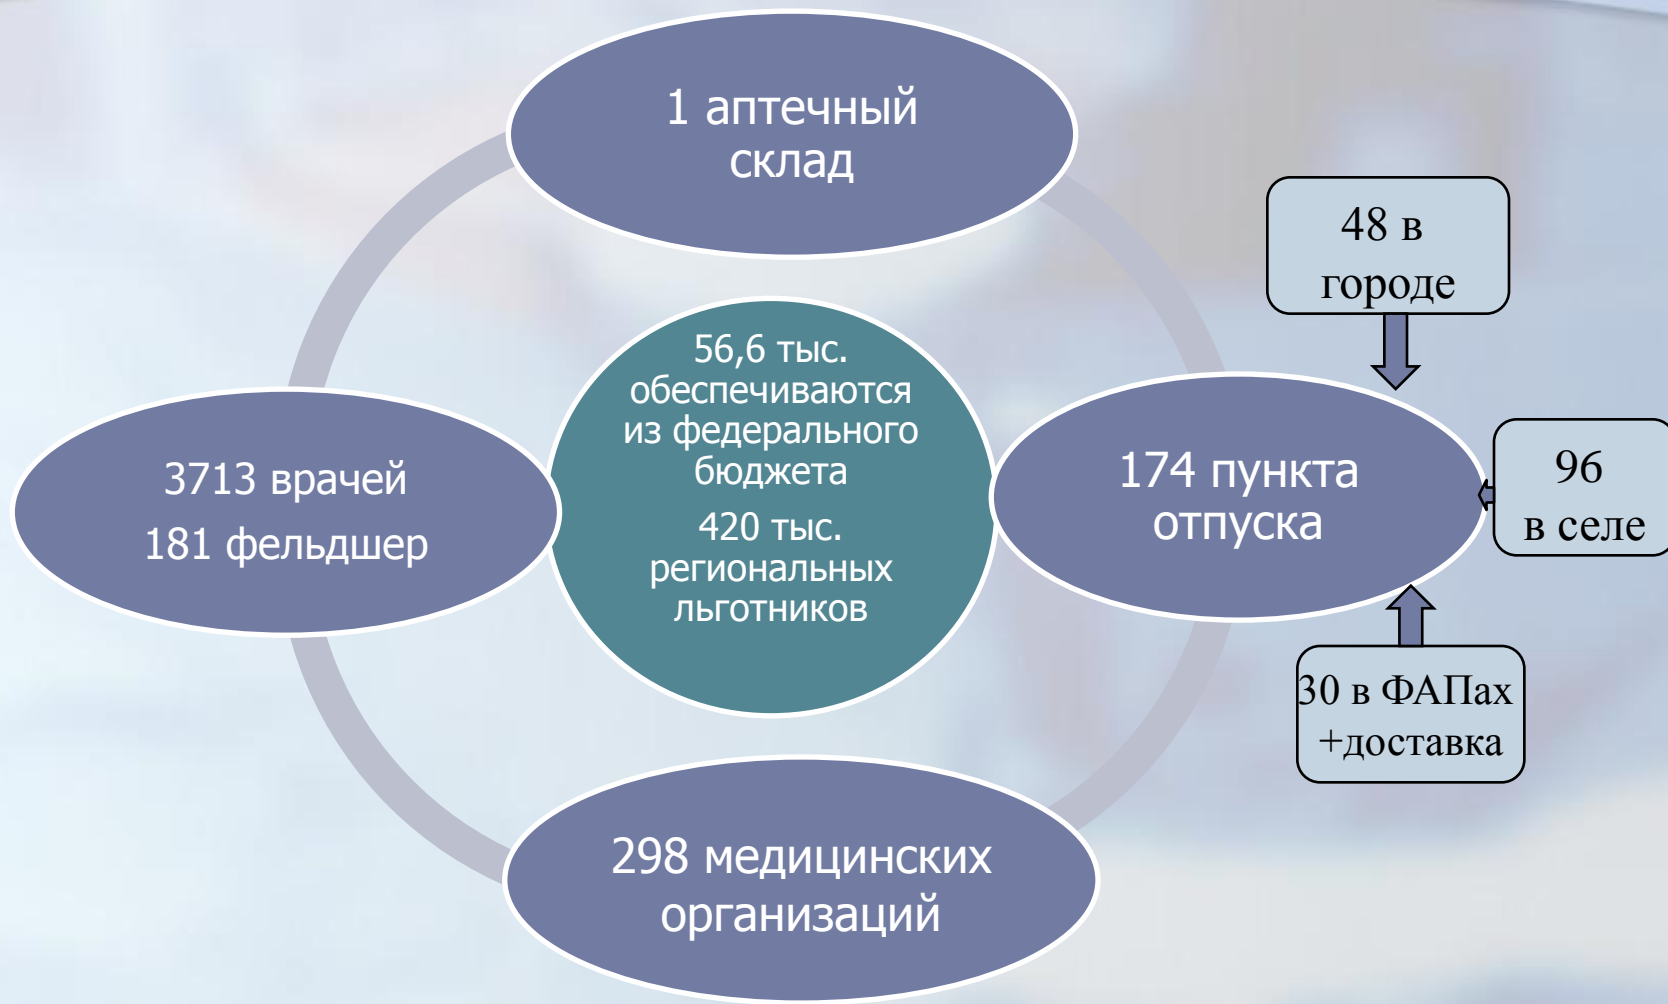 1 аптечный
склад
48 в
городе
56,6 тыс.
обеспечиваются
из федерального
бюджета
420 тыс.
региональных
льготников
3713 врачей
181 фельдшер
174 пункта
отпуска
96
в селе
30 в ФАПах
+доставка
298 медицинских
организаций